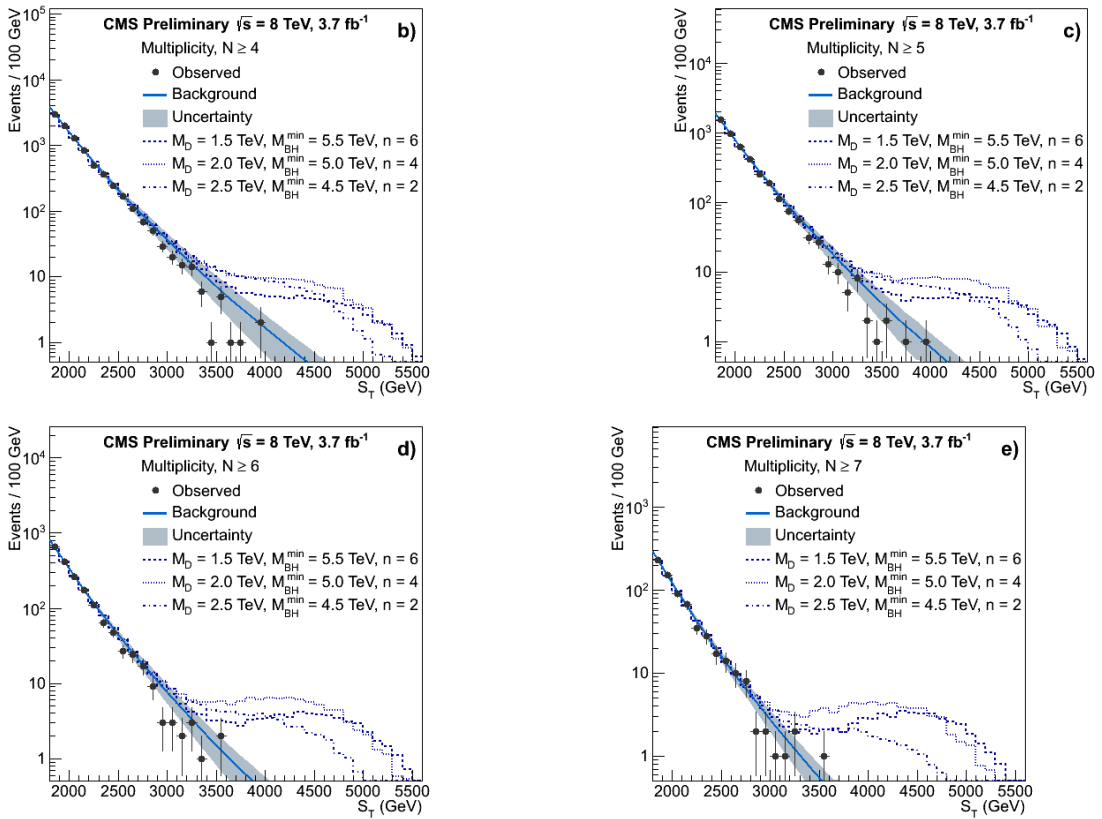 CMS Preliminary √s = 8 TeV, 3.7 fb⁻¹
b)
Multiplicity, N ≥ 4
Observed
Background
Uncertainty
M_D = 1.5 TeV, M_BH^min = 5.5 TeV, n = 6
M_D = 2.0 TeV, M_BH^min = 5.0 TeV, n = 4
M_D = 2.5 TeV, M_BH^min = 4.5 TeV, n = 2
Events / 100 GeV
10⁵
10⁴
10³
10²
10
1
2000 2500 3000 3500 4000 4500 5000 5500
S_T (GeV)
CMS Preliminary √s = 8 TeV, 3.7 fb⁻¹
c)
Multiplicity, N ≥ 5
Observed
Background
Uncertainty
M_D = 1.5 TeV, M_BH^min = 5.5 TeV, n = 6
M_D = 2.0 TeV, M_BH^min = 5.0 TeV, n = 4
M_D = 2.5 TeV, M_BH^min = 4.5 TeV, n = 2
Events / 100 GeV
10⁴
10³
10²
10
1
2000 2500 3000 3500 4000 4500 5000 5500
S_T (GeV)
CMS Preliminary √s = 8 TeV, 3.7 fb⁻¹
d)
Multiplicity, N ≥ 6
Observed
Background
Uncertainty
M_D = 1.5 TeV, M_BH^min = 5.5 TeV, n = 6
M_D = 2.0 TeV, M_BH^min = 5.0 TeV, n = 4
M_D = 2.5 TeV, M_BH^min = 4.5 TeV, n = 2
Events / 100 GeV
10⁴
10³
10²
10
1
2000 2500 3000 3500 4000 4500 5000 5500
S_T (GeV)
CMS Preliminary √s = 8 TeV, 3.7 fb⁻¹
e)
Multiplicity, N ≥ 7
Observed
Background
Uncertainty
M_D = 1.5 TeV, M_BH^min = 5.5 TeV, n = 6
M_D = 2.0 TeV, M_BH^min = 5.0 TeV, n = 4
M_D = 2.5 TeV, M_BH^min = 4.5 TeV, n = 2
Events / 100 GeV
10³
10²
10
1
2000 2500 3000 3500 4000 4500 5000 5500
S_T (GeV)